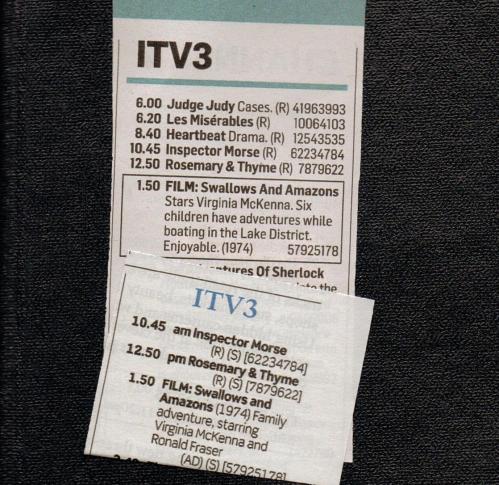 ITV3
6.00 Judge Judy Cases. (R) 41963993
6.20 Les Misérables (R) 10064103
8.40 Heartbeat Drama. (R) 12543535
10.45 Inspector Morse (R) 62234784
12.50 Rosemary & Thyme (R) 7879622
1.50 FILM: Swallows And Amazons
Stars Virginia McKenna. Six
children have adventures while
boating in the Lake District.
Enjoyable. (1974) 57925178
ntures Of Sherlock
the
ITV3
10.45 am Inspector Morse
(R) (S) [62234784]
12.50 pm Rosemary & Thyme
(R) (S) [7879622]
1.50 FILM: Swallows and
Amazons (1974) Family
adventure, starring
Virginia McKenna and
Ronald Fraser
(AD) (S) [57925178]